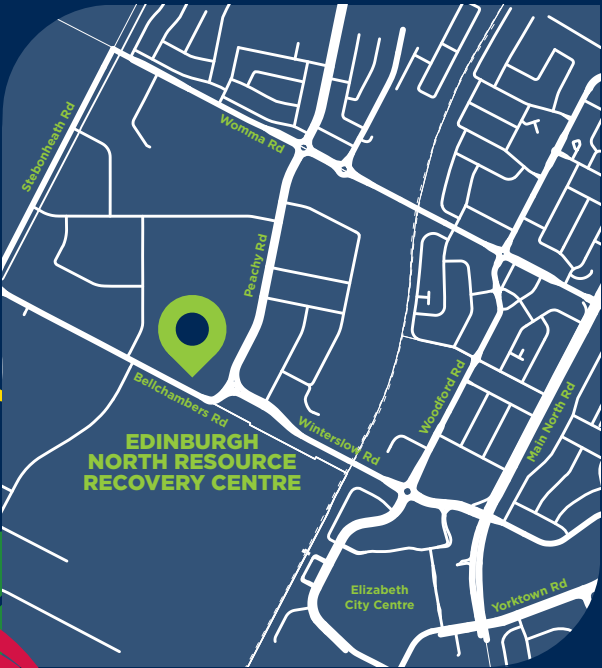 Stebonheath Rd
Womma Rd
Peachy Rd
Bellchambers Rd
Winterslow Rd
Woodford Rd
Main North Rd
EDINBURGH
NORTH RESOURCE
RECOVERY CENTRE
Elizabeth
City Centre
Yorktown Rd